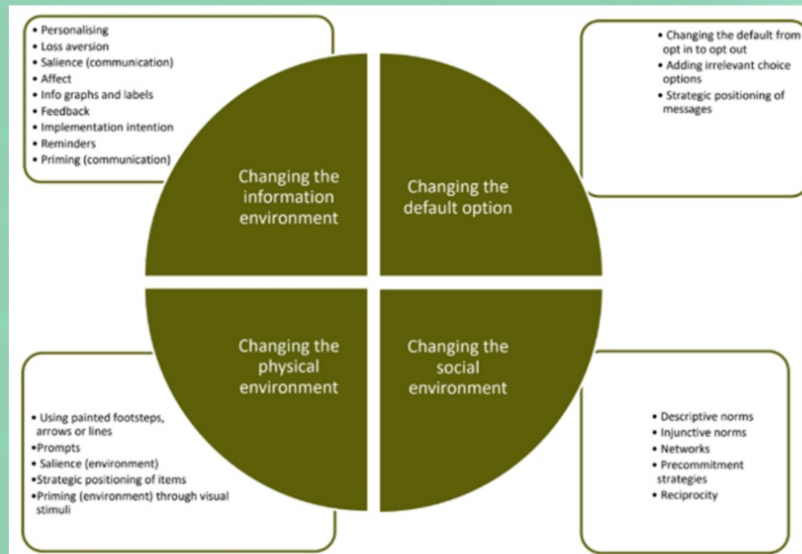 • Personalising
• Loss aversion
• Salience (communication)
• Affect
• Info graphs and labels
• Feedback
• Implementation intention
• Reminders
• Priming (communication)
• Changing the default from
opt in to opt out
• Adding irrelevant choice
options
• Strategic positioning of
messages
Changing the
information
environment
Changing the
default option
Changing the
physical
environment
Changing the
social
environment
• Using painted footsteps,
arrows or lines
•Prompts
• Salience (environment)
•Strategic positioning of items
•Priming (environment) through visual
stimuli
• Descriptive norms
• Injunctive norms
• Networks
• Precommitment
strategies
• Reciprocity